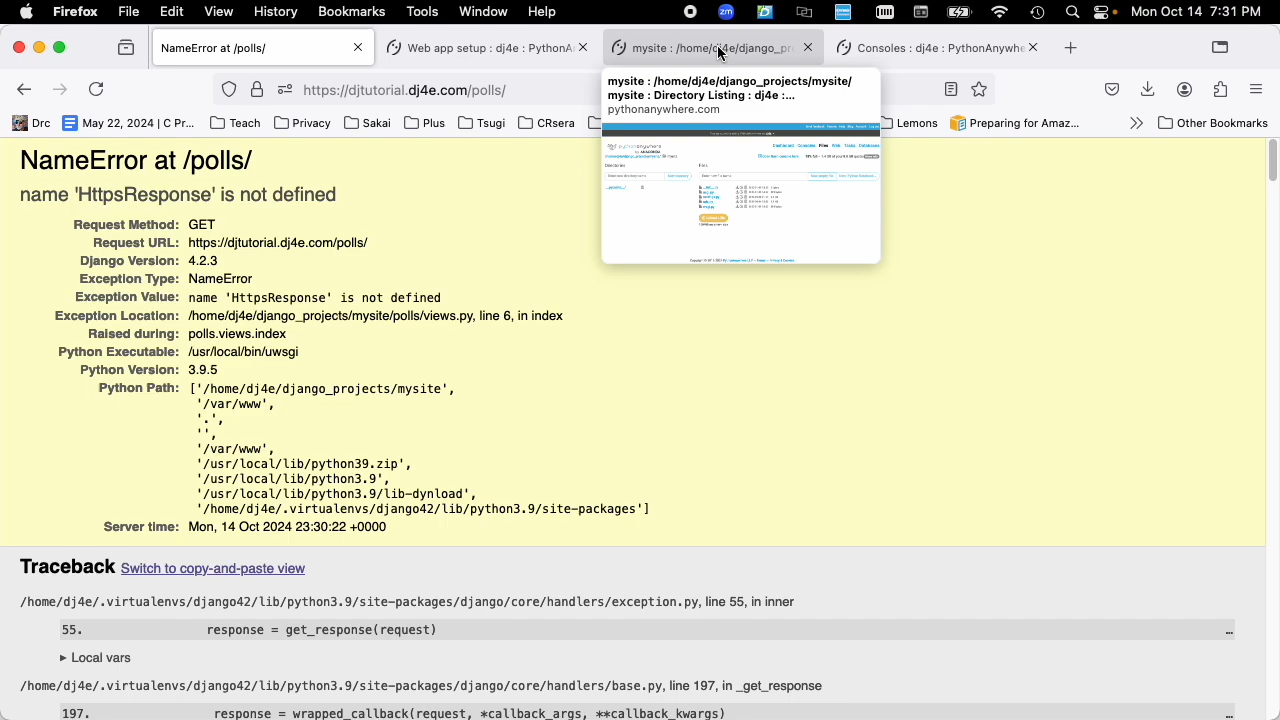 Firefox File Edit View History Bookmarks Tools Window Help zm Mon Oct 14 7:31 PM
NameError at /polls/ Web app setup : dj4e : PythonA mysite : /home/dj4e/django_pr Consoles : dj4e : PythonAnywhe
https://djtutorial.dj4e.com/polls/
Drc May 22, 2024 | C Pr... Teach Privacy Sakai Plus Tsugi CRsera Lemons Preparing for Amaz... Other Book
mysite : /home/dj4e/django_projects/mysite/
mysite : Directory Listing : dj4e :...
pythonanywhere.com
Dashboard Consoles Files Web Tasks Databases
Directories Files
NameError at /polls/
name 'HttpsResponse' is not defined
Request Method: GET
Request URL: https://djtutorial.dj4e.com/polls/
Django Version: 4.2.3
Exception Type: NameError
Exception Value: name 'HttpsResponse' is not defined
Exception Location: /home/dj4e/django_projects/mysite/polls/views.py, line 6, in index
Raised during: polls.views.index
Python Executable: /usr/local/bin/uwsgi
Python Version: 3.9.5
Python Path: ['/home/dj4e/django_projects/mysite',
'/var/www',
'.',
'',
'/var/www',
'/usr/local/lib/python39.zip',
'/usr/local/lib/python3.9',
'/usr/local/lib/python3.9/lib-dynload',
'/home/dj4e/.virtualenvs/django42/lib/python3.9/site-packages']
Server time: Mon, 14 Oct 2024 23:30:22 +0000
Traceback Switch to copy-and-paste view
/home/dj4e/.virtualenvs/django42/lib/python3.9/site-packages/django/core/handlers/exception.py, line 55, in inner
55. response = get_response(request) …
▸ Local vars
/home/dj4e/.virtualenvs/django42/lib/python3.9/site-packages/django/core/handlers/base.py, line 197, in _get_response
197. response = wrapped_callback(request, *callback_args, **callback_kwargs) …